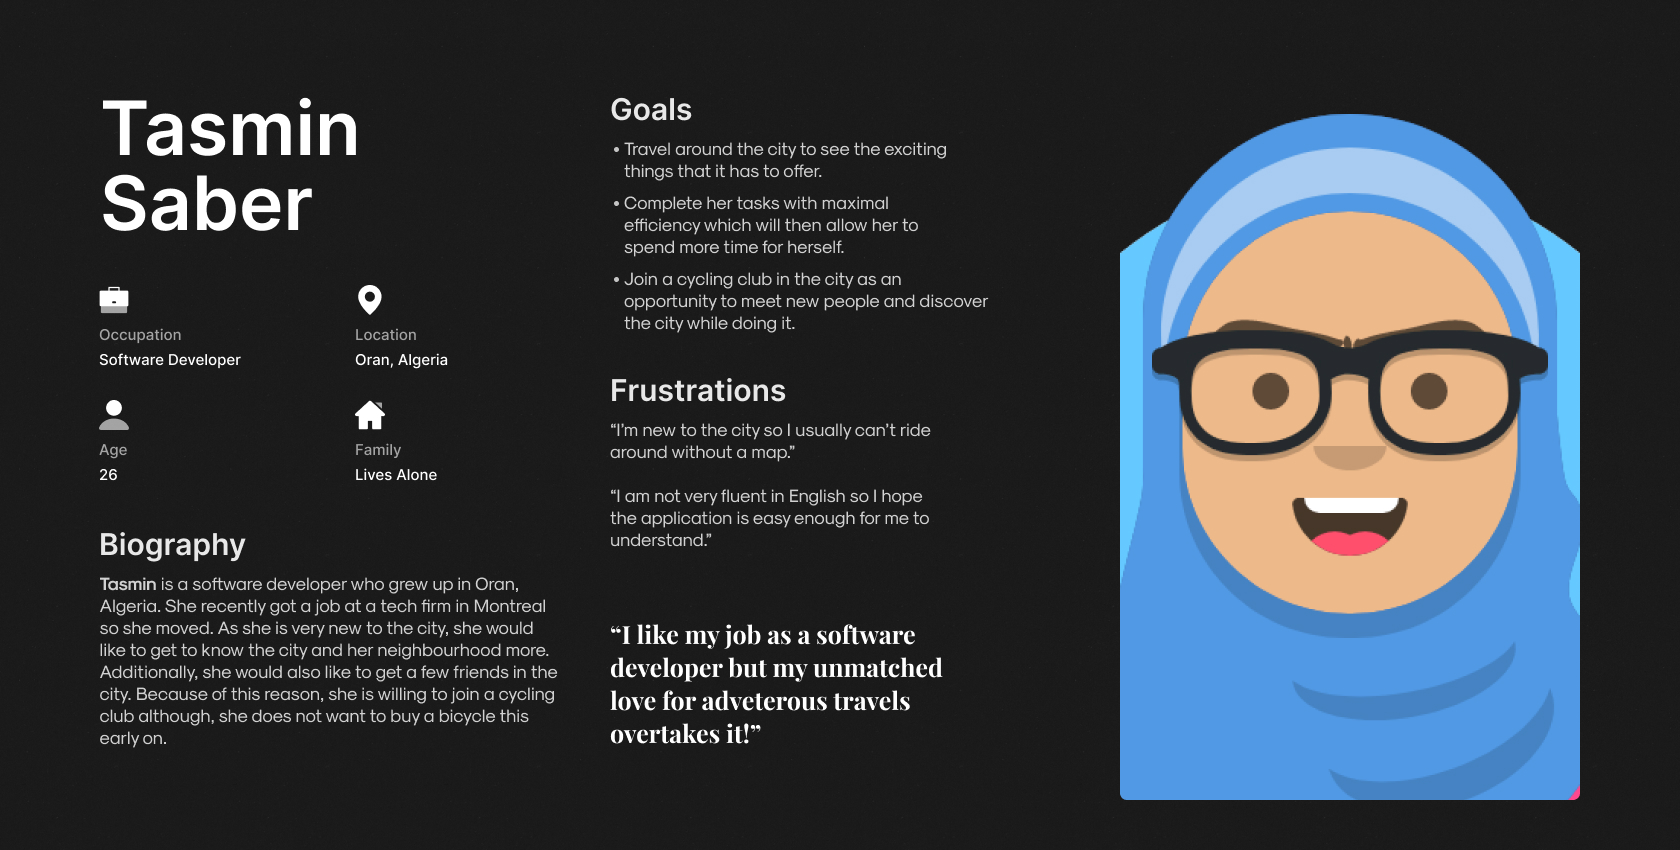 Tasmin
Saber
Occupation
Software Developer
Location
Oran, Algeria
Age
26
Family
Lives Alone
Biography
Tasmin is a software developer who grew up in Oran,
Algeria. She recently got a job at a tech firm in Montreal
so she moved. As she is very new to the city, she would
like to get to know the city and her neighbourhood more.
Additionally, she would also like to get a few friends in the
city. Because of this reason, she is willing to join a cycling
club although, she does not want to buy a bicycle this
early on.
Goals
• Travel around the city to see the exciting
things that it has to offer.
• Complete her tasks with maximal
efficiency which will then allow her to
spend more time for herself.
• Join a cycling club in the city as an
opportunity to meet new people and discover
the city while doing it.
Frustrations
“I’m new to the city so I usually can’t ride
around without a map.”
“I am not very fluent in English so I hope
the application is easy enough for me to
understand.”
“I like my job as a software
developer but my unmatched
love for adveterous travels
overtakes it!”